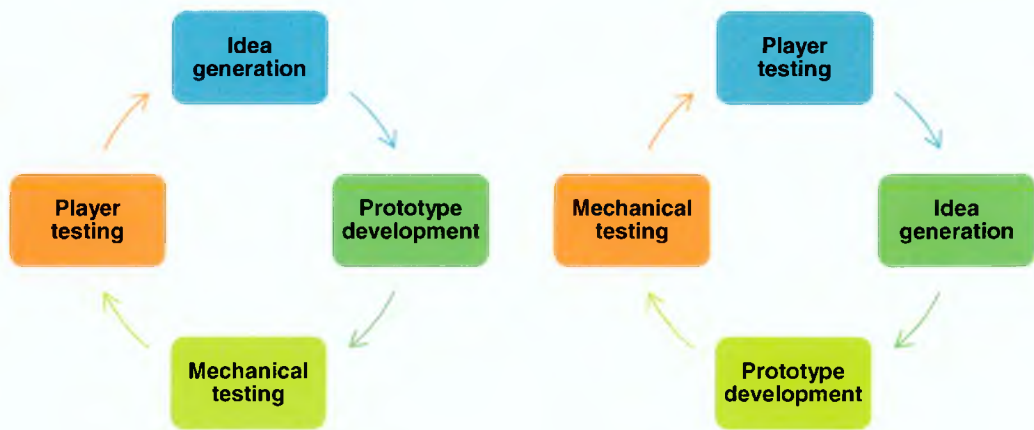 Idea
generation
Player
testing
Prototype
development
Mechanical
testing
Player
testing
Mechanical
testing
Idea
generation
Prototype
development